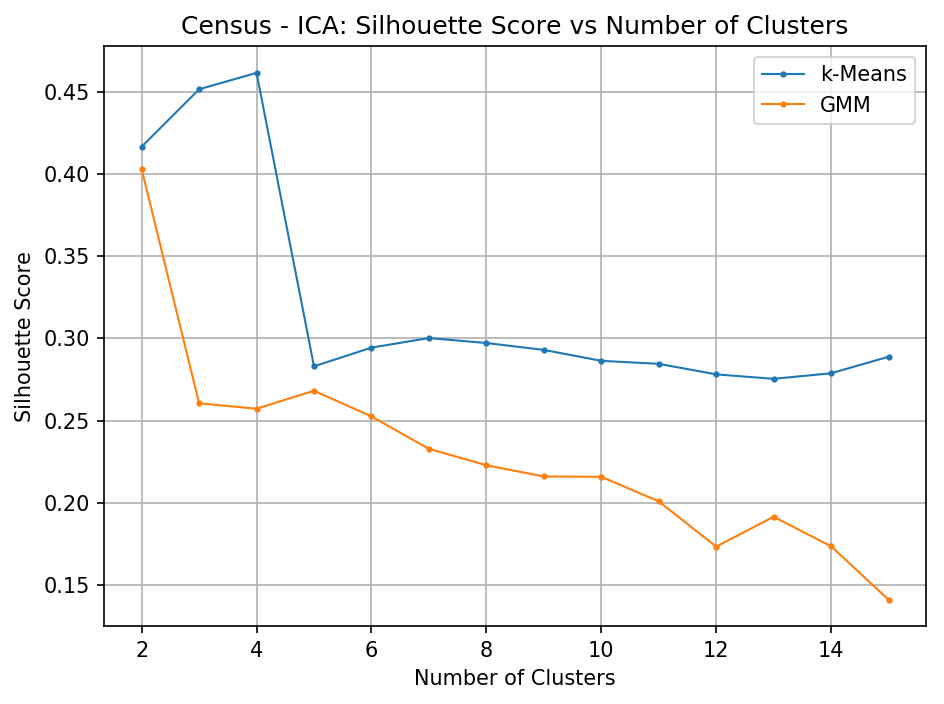 Census - ICA: Silhouette Score vs Number of Clusters
k-Means
GMM
Silhouette Score
0.45
0.40
0.35
0.30
0.25
0.20
0.15
2 4 6 8 10 12 14
Number of Clusters